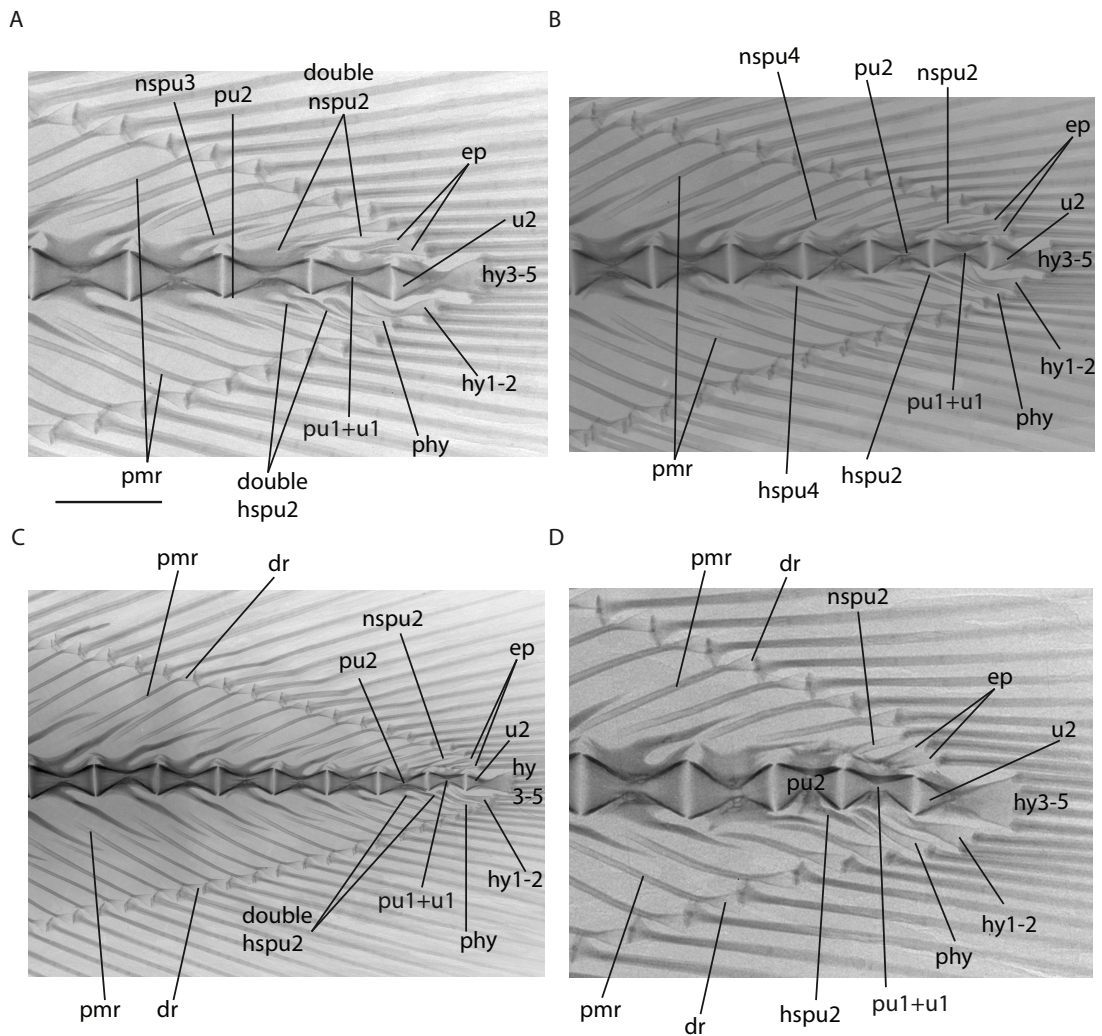 A
nspu3
pu2
double
nspu2
ep
u2
hy3-5
hy1-2
phy
pu1+u1
double
hspu2
pmr
B
nspu4
pu2
nspu2
ep
u2
hy3-5
hy1-2
phy
pu1+u1
hspu2
hspu4
pmr
C
pmr
dr
nspu2
pu2
ep
u2
hy
3-5
hy1-2
phy
pu1+u1
double
hspu2
dr
pmr
D
pmr
dr
nspu2
ep
u2
pu2
hy3-5
hy1-2
phy
pu1+u1
hspu2
dr
pmr